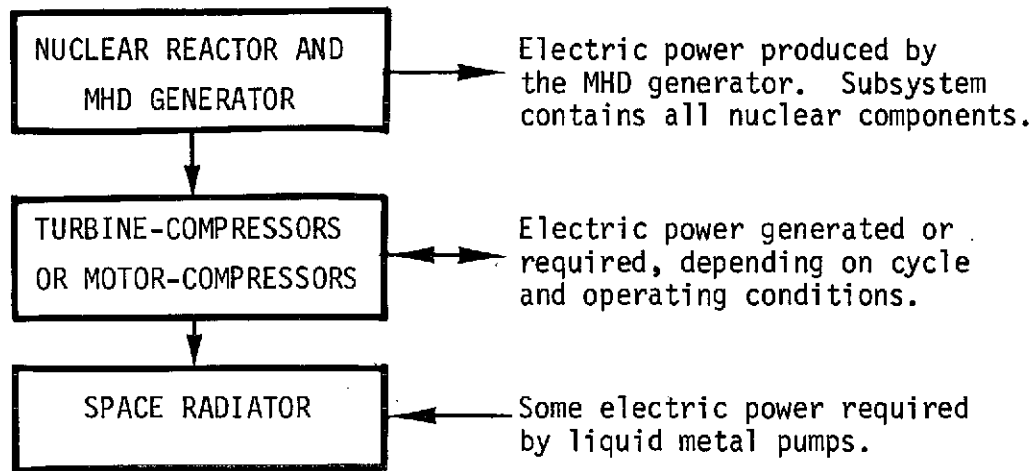 NUCLEAR REACTOR AND
MHD GENERATOR
Electric power produced by
the MHD generator. Subsystem
contains all nuclear components.
TURBINE-COMPRESSORS
OR MOTOR-COMPRESSORS
Electric power generated or
required, depending on cycle
and operating conditions.
SPACE RADIATOR
Some electric power required
by liquid metal pumps.